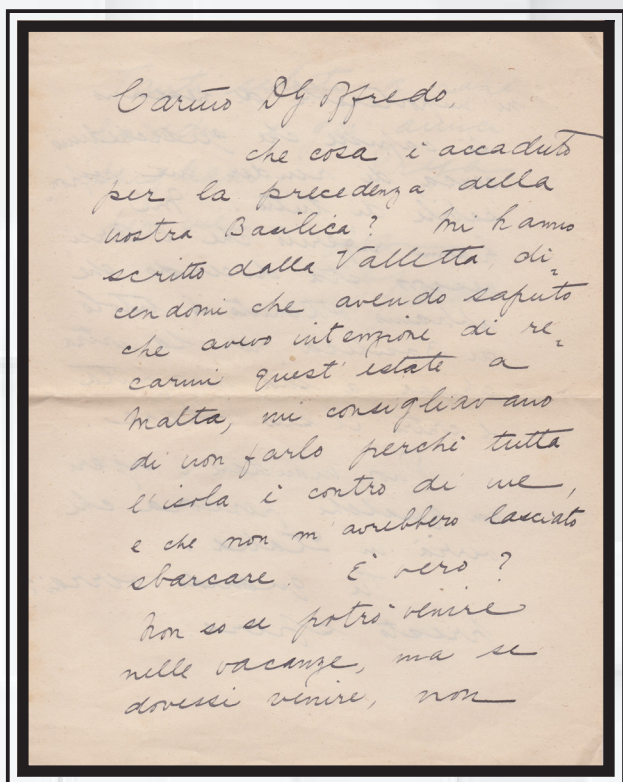 Carmo D. Goffredo,
che cosa è accaduto
per la precedenza della
nostra Basilica? Mi hanno
scritto dalla Valletta di=
cendomi che avendo saputo
che avevo intenzione di re=
carmi quest'estate a
Malta, mi consigliavano
di non farlo perchè tutta
l'isola è contro di me,
e che non m'avrebbero lasciato
sbarcare. È vero?
Non so se potrò venire
nelle vacanze, ma se
dovessi venire, non